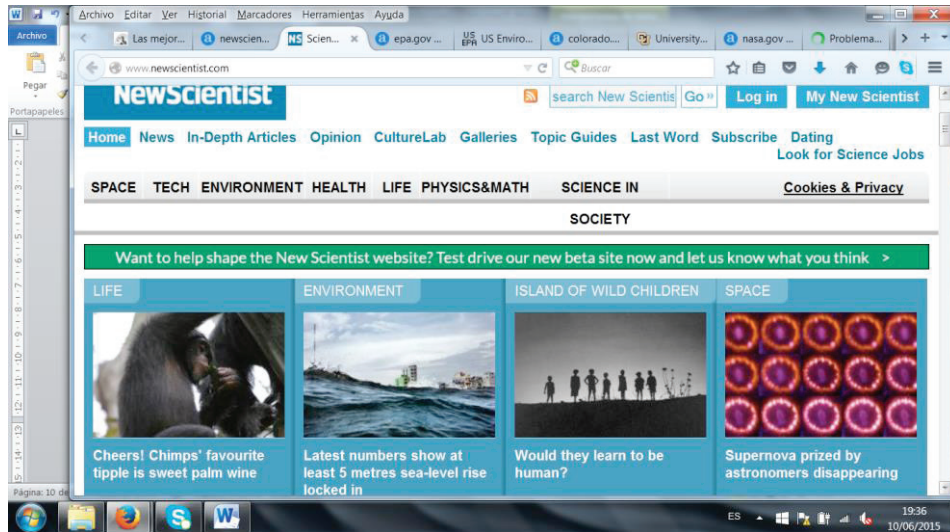 Archivo Editar Ver Historial Marcadores Herramientas Ayuda
Archivo
Las mejor... newscien... NS Scien... epa.gov ... US EPA US Enviro... colorado.... University... nasa.gov ... Problema...
www.newscientist.com Buscar
Pegar
Portapapeles
NewScientist
search New Scientis Go » Log in My New Scientist
Home News In-Depth Articles Opinion CultureLab Galleries Topic Guides Last Word Subscribe Dating
Look for Science Jobs
SPACE TECH ENVIRONMENT HEALTH LIFE PHYSICS&MATH SCIENCE IN Cookies & Privacy
SOCIETY
Want to help shape the New Scientist website? Test drive our new beta site now and let us know what you think >
LIFE ENVIRONMENT ISLAND OF WILD CHILDREN SPACE
Cheers! Chimps' favourite
tipple is sweet palm wine
Latest numbers show at
least 5 metres sea-level rise
locked in
Would they learn to be
human?
Supernova prized by
astronomers disappearing
Página: 10 de
ES 19:36
10/06/2015